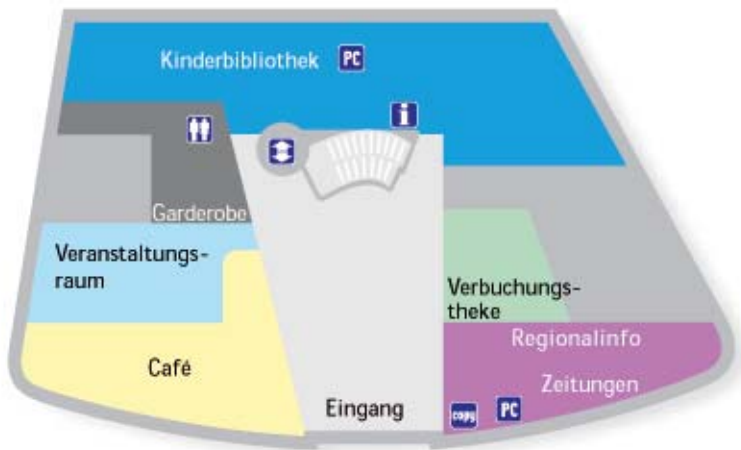 Kinderbibliothek PC
i
Garderobe
Veranstaltungs-
raum
Verbuchungs-
theke
Regionalinfo
Café
Zeitungen
Eingang
copy PC